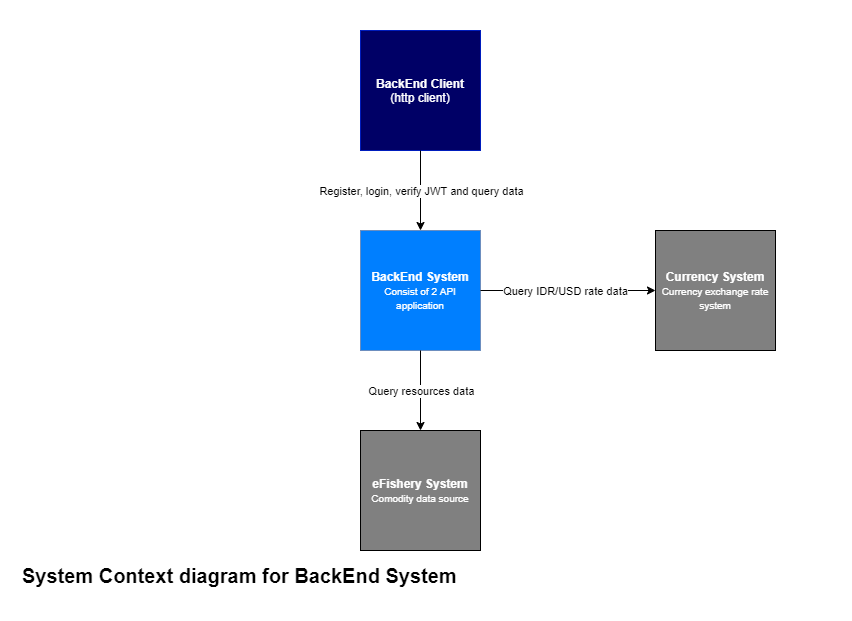 BackEnd Client
(http client)
Register, login, verify JWT and query data
BackEnd System
Consist of 2 API
application
Query IDR/USD rate data
Currency System
Currency exchange rate
system
Query resources data
eFishery System
Comodity data source
System Context diagram for BackEnd System